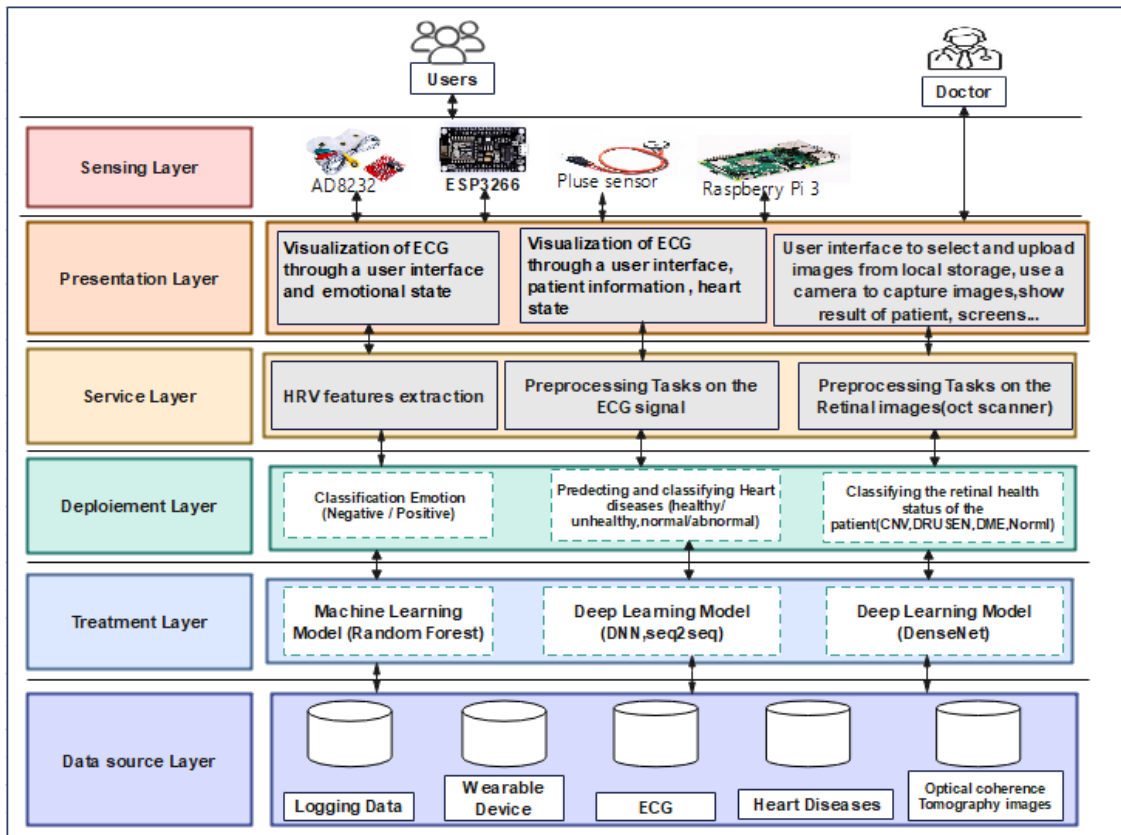 Users
Doctor
Sensing Layer
AD8232
ESP3266
Pluse sensor
Raspberry Pi 3
Presentation Layer
Visualization of ECG
through a user interface
and emotional state
Visualization of ECG
through a user interface,
patient information , heart
state
User interface to select and upload
images from local storage, use a
camera to capture images,show
result of patient, screens...
Service Layer
HRV features extraction
Preprocessing Tasks on the
ECG signal
Preprocessing Tasks on the
Retinal images(oct scanner)
Deploiement Layer
Classification Emotion
(Negative / Positive)
Predecting and classifying Heart
diseases (healthy/
unhealthy,normal/abnormal)
Classifying the retinal health
status of the
patient(CNV,DRUSEN,DME,Norml)
Treatment Layer
Machine Learning
Model (Random Forest)
Deep Learning Model
(DNN,seq2seq)
Deep Learning Model
(DenseNet)
Data source Layer
Logging Data
Wearable
Device
ECG
Heart Diseases
Optical coherence
Tomography images